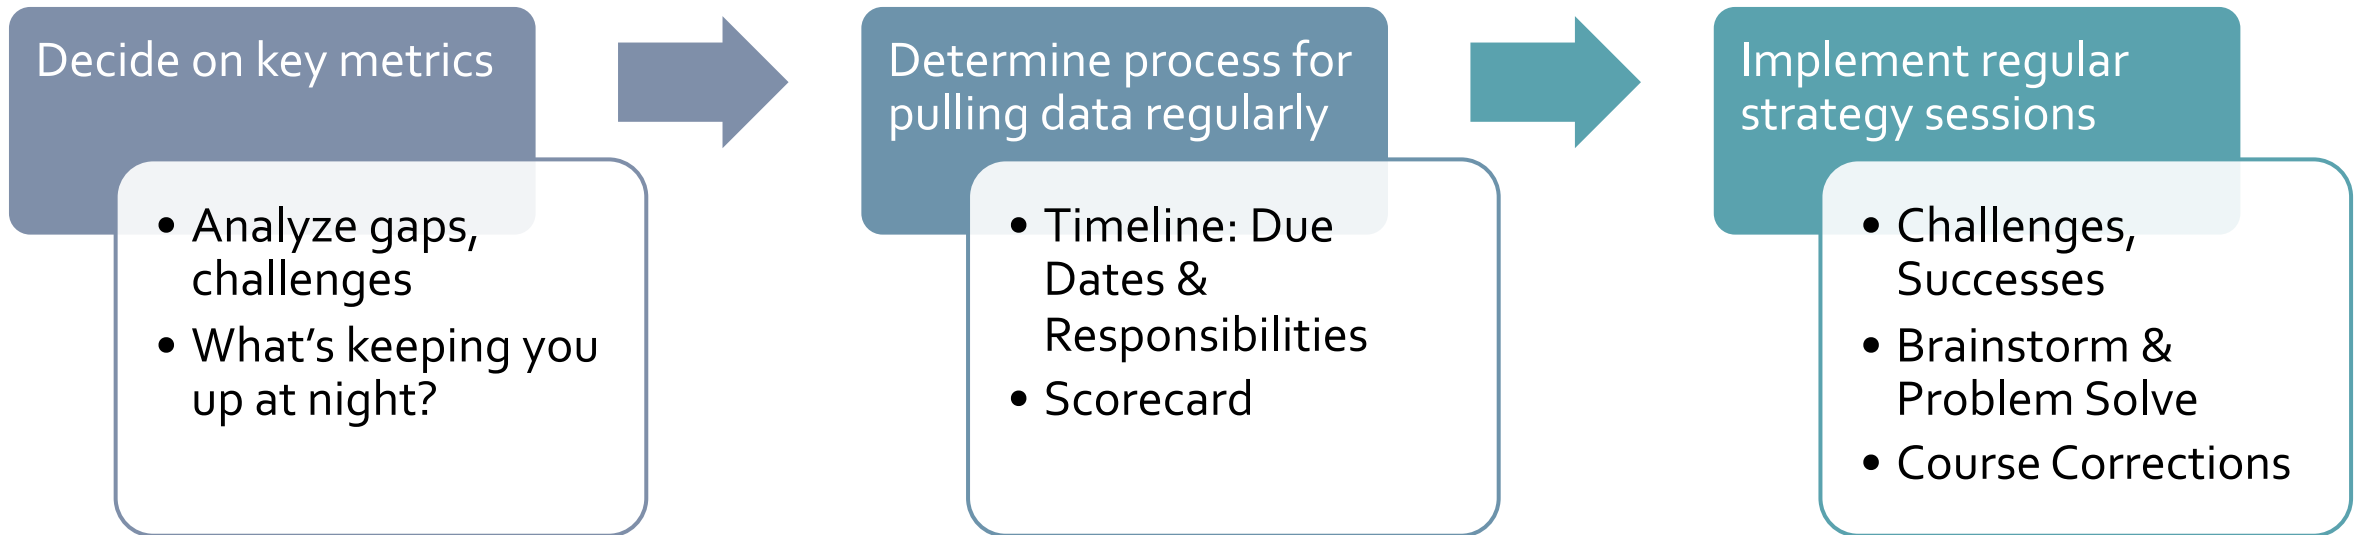 Decide on key metrics
• Analyze gaps,
challenges
• What’s keeping you
up at night?
Determine process for
pulling data regularly
• Timeline: Due
Dates &
Responsibilities
• Scorecard
Implement regular
strategy sessions
• Challenges,
Successes
• Brainstorm &
Problem Solve
• Course Corrections